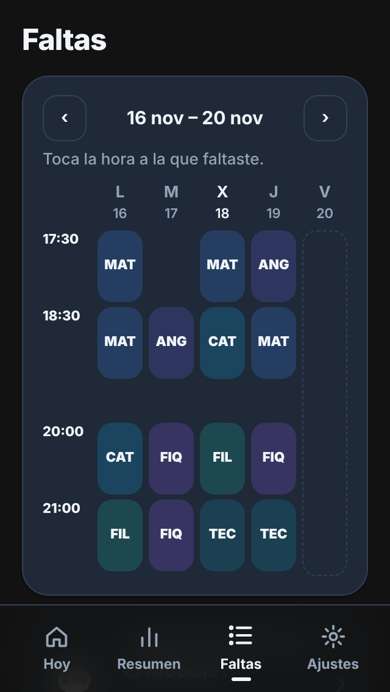 Faltas
‹ 16 nov – 20 nov ›
Toca la hora a la que faltaste.
L M X J V
16 17 18 19 20
17:30 MAT MAT ANG
18:30 MAT ANG CAT MAT
20:00 CAT FIQ FIL FIQ
21:00 FIL FIQ TEC TEC
Hoy Resumen Faltas Ajustes